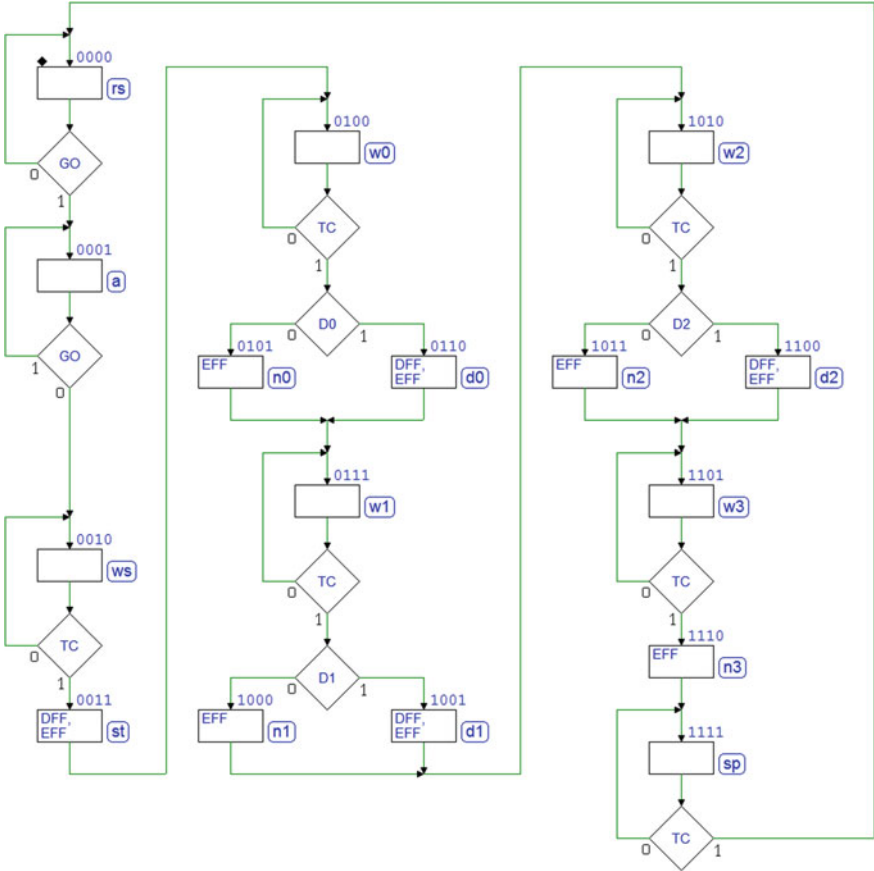 0000
rs
GO
0
1
0001
a
GO
1
0
0010
ws
TC
0
1
0011
DFF,
EFF
st
0100
w0
TC
0
1
D0
0
1
0101
EFF
n0
0110
DFF,
EFF
d0
0111
w1
TC
0
1
D1
0
1
1000
EFF
n1
1001
DFF,
EFF
d1
1010
w2
TC
0
1
D2
0
1
1011
EFF
n2
1100
DFF,
EFF
d2
1101
w3
TC
0
1
1110
EFF
n3
1111
sp
TC
0
1